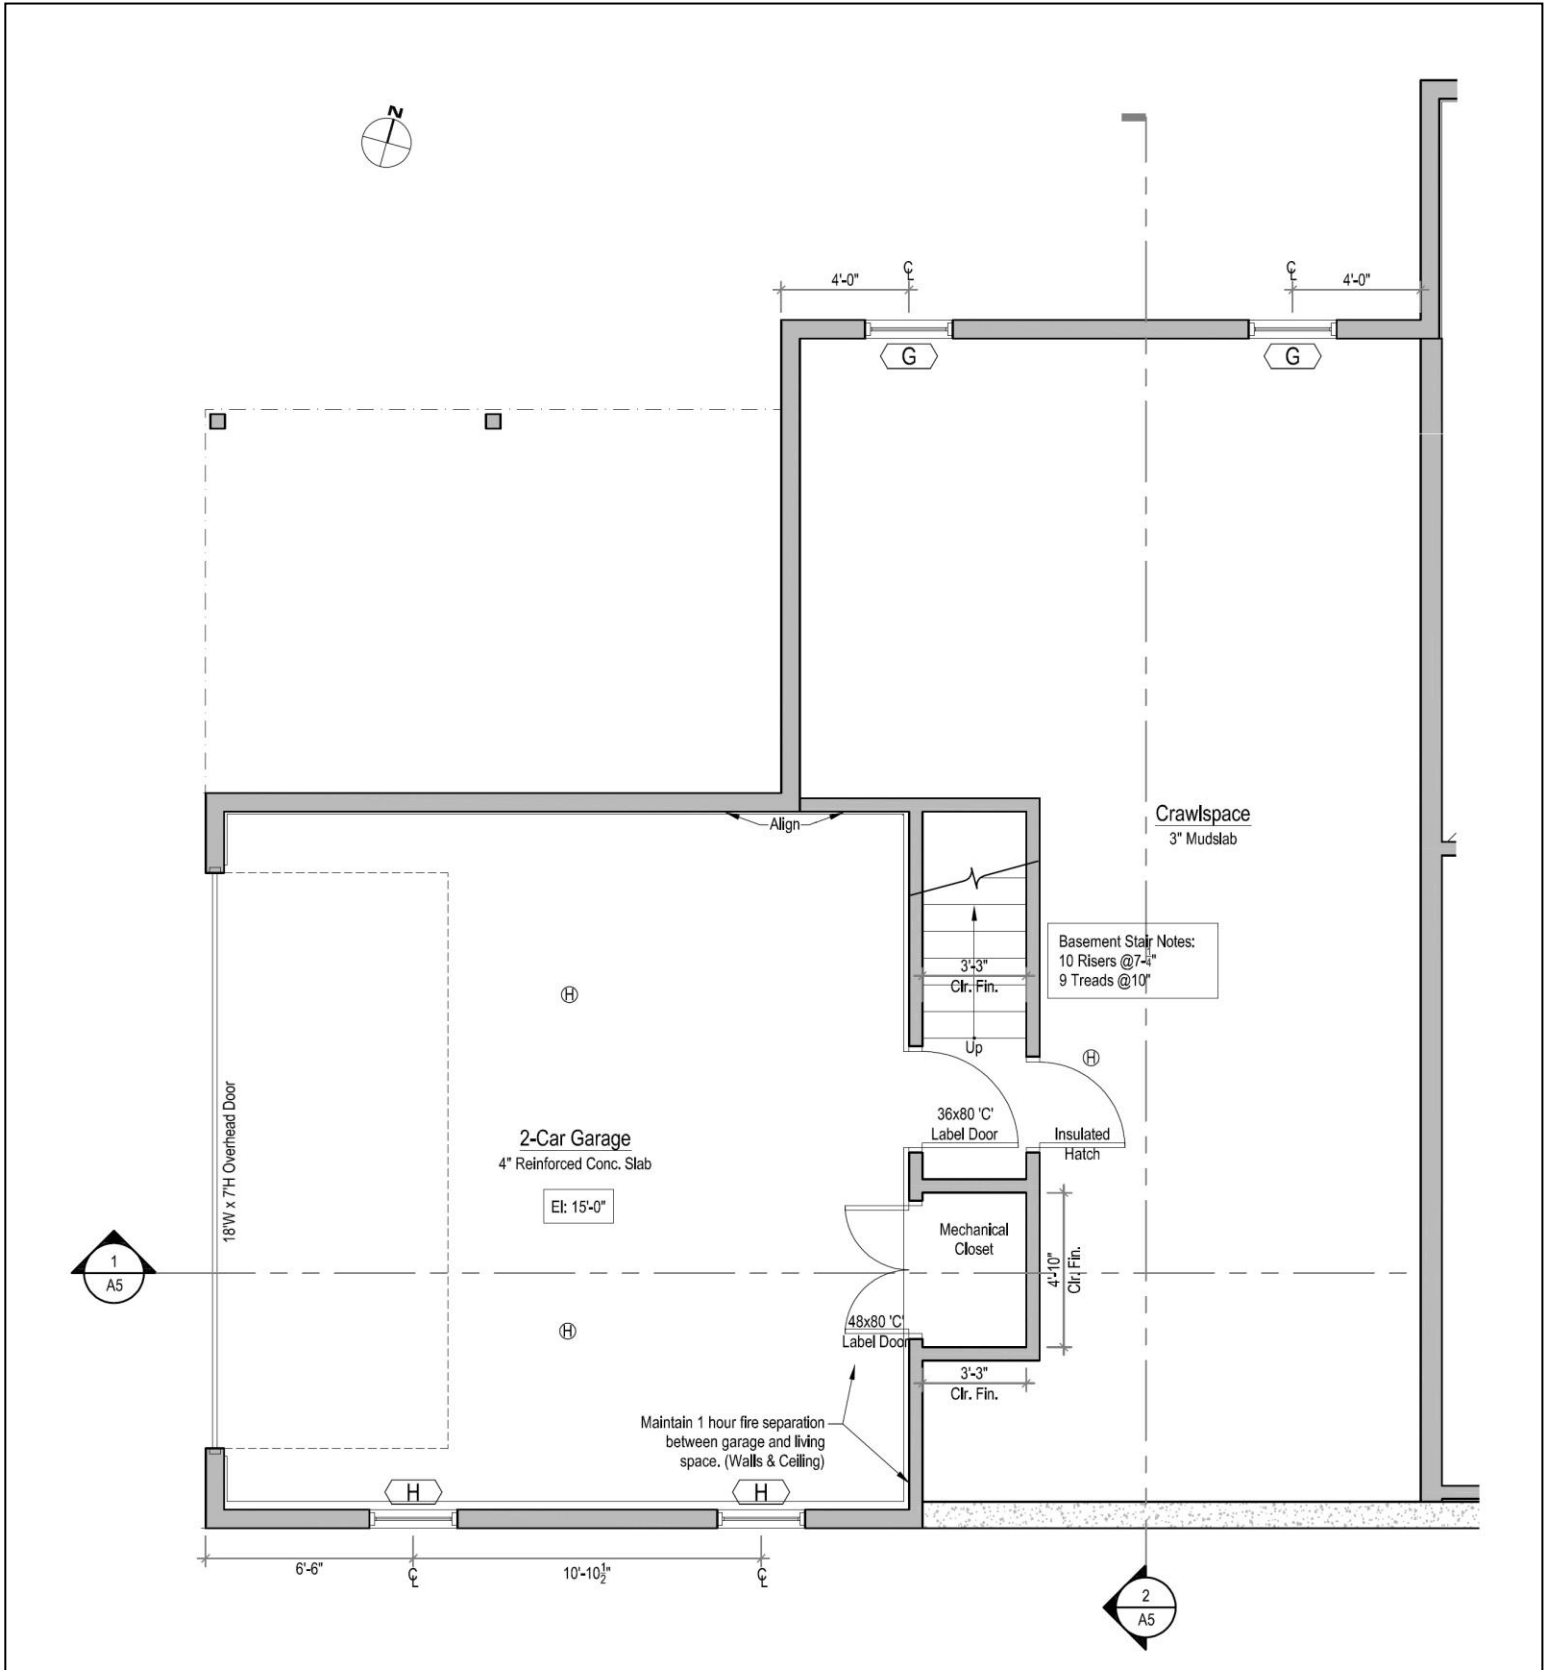 N
4'-0"
℄
℄
4'-0"
G
G
Align
Crawlspace
3" Mudslab
Basement Stair Notes:
10 Risers @7-¼"
9 Treads @10"
3'-3"
Clr. Fin.
Up
H
H
36x80 'C'
Label Door
Insulated
Hatch
18'W x 7'H Overhead Door
2-Car Garage
4" Reinforced Conc. Slab
El: 15'-0"
Mechanical
Closet
4'-10"
Clr. Fin.
1
A5
H
48x80 'C'
Label Door
3'-3"
Clr. Fin.
Maintain 1 hour fire separation
between garage and living
space. (Walls & Ceiling)
H
H
6'-6"
℄
10'-10½"
℄
2
A5